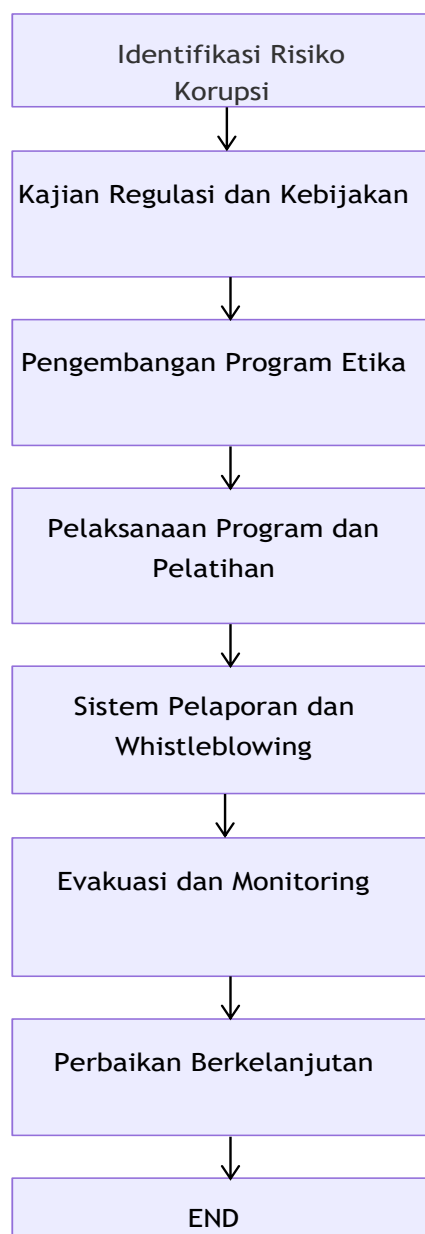 Identifikasi Risiko
Korupsi
Kajian Regulasi dan Kebijakan
Pengembangan Program Etika
Pelaksanaan Program dan
Pelatihan
Sistem Pelaporan dan
Whistleblowing
Evakuasi dan Monitoring
Perbaikan Berkelanjutan
END